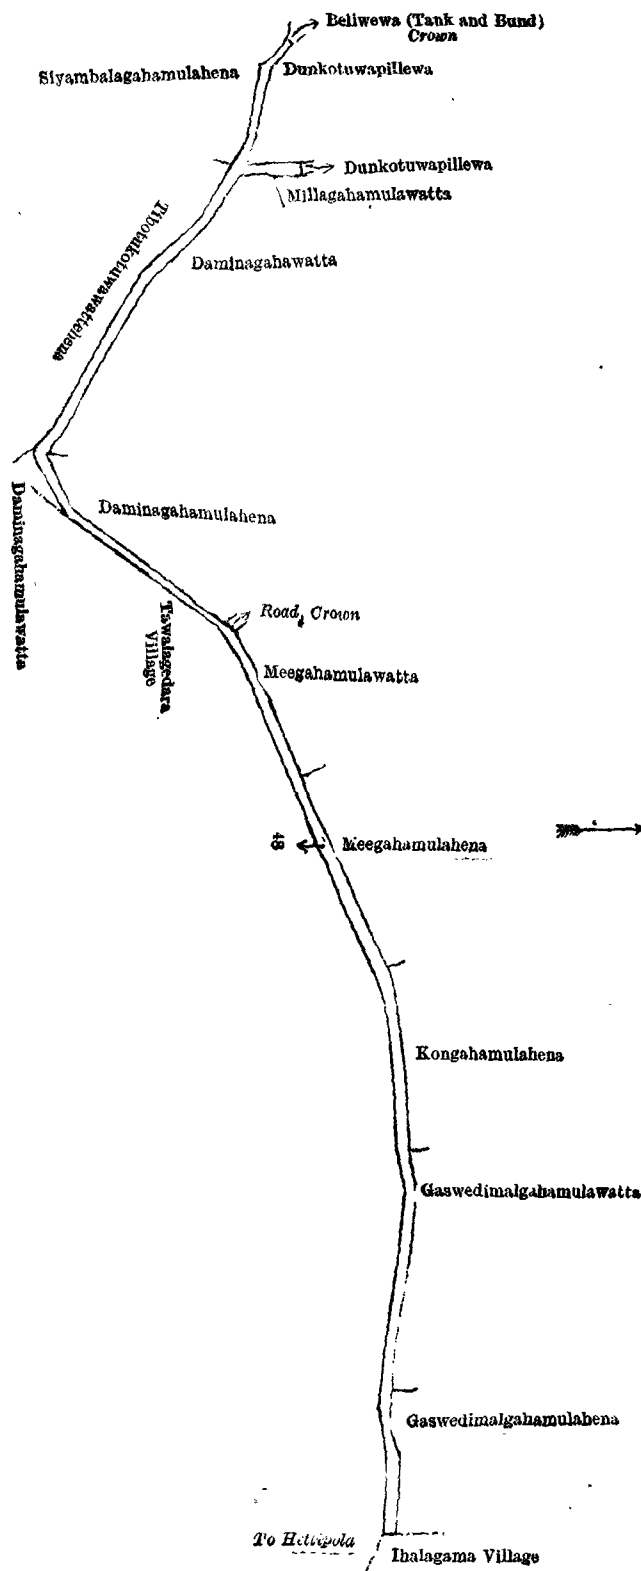 Beliwewa (Tank and Bund)
Crown
Siyambalagahamulahena
Dunkotuwapillewa
Dunkotuwapillewa
Millagahamulawatta
Tibotukotuwawattehena
Daminagahawatta
Daminagahamulawatta
Daminagahamulahena
Tawalagedara
Village
Road, Crown
Meegahamulawatta
48
Meegahamulahena
Kongahamulahena
Gaswedimalgahamulawatta
Gaswedimalgahamulahena
To Hettipola
Ihalagama Village